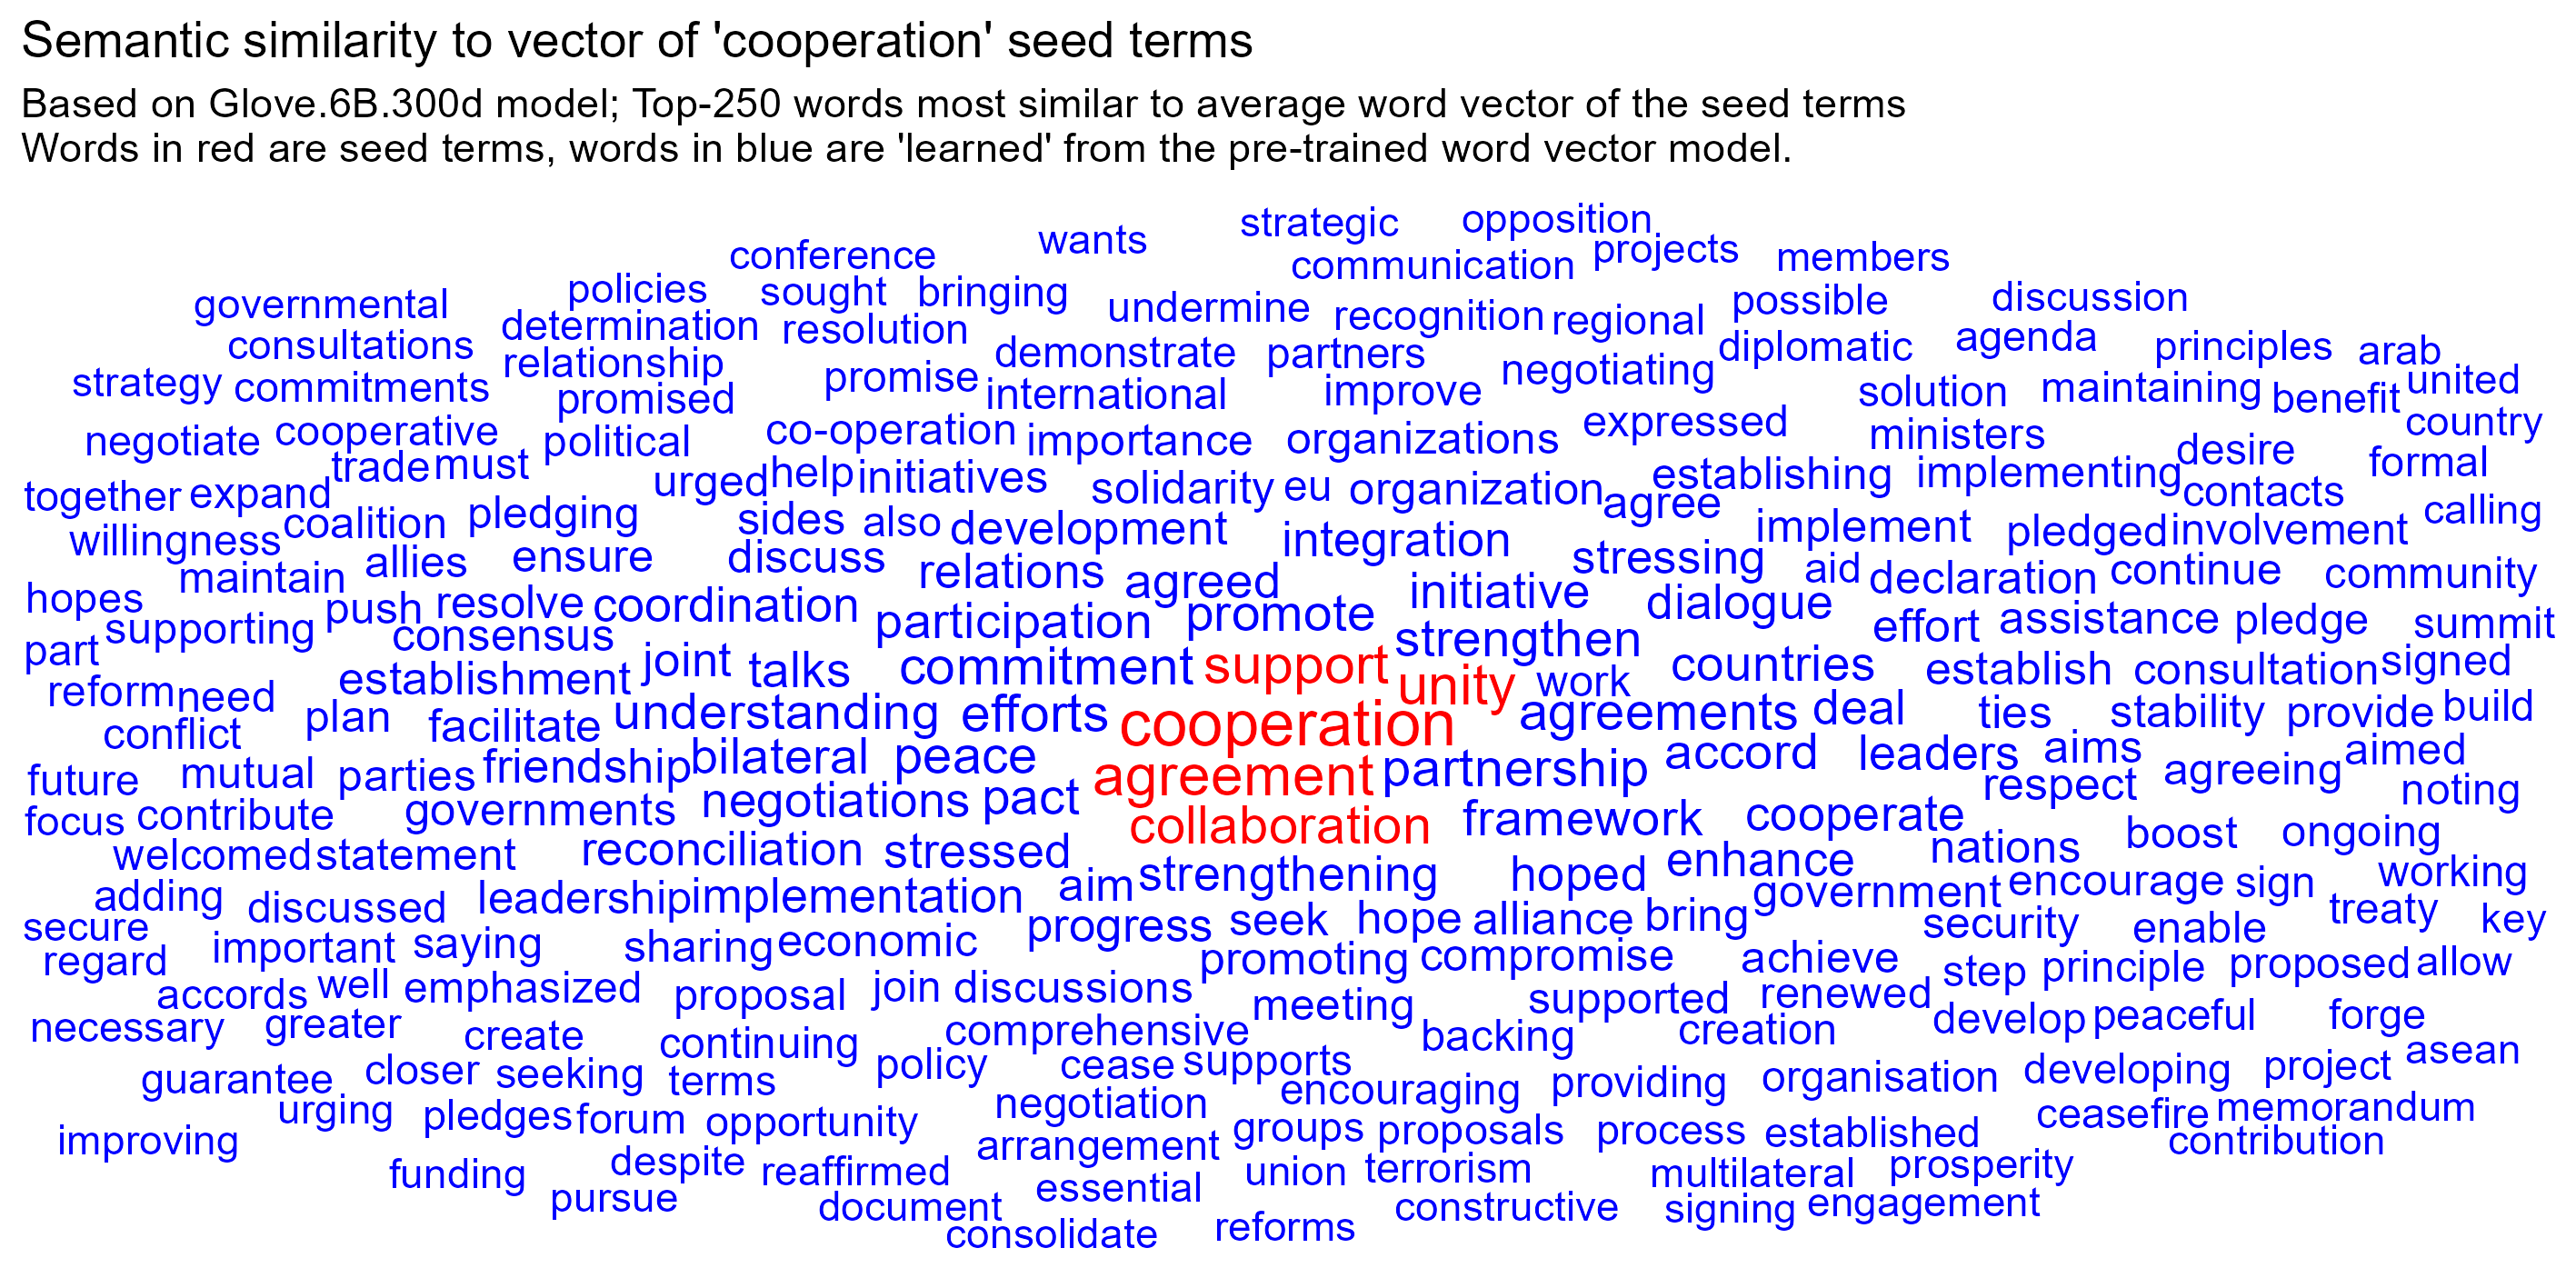 Semantic similarity to vector of 'cooperation' seed terms
Based on Glove.6B.300d model; Top-250 words most similar to average word vector of the seed terms
Words in red are seed terms, words in blue are 'learned' from the pre-trained word vector model.
strategic opposition
conference wants communication projects members
governmental policies sought bringing undermine recognition regional possible discussion
consultations determination resolution demonstrate partners negotiating diplomatic agenda principles arab
strategy commitments relationship promised promise international improve solution maintaining benefit united
negotiate cooperative political co-operation importance organizations expressed ministers country
together expand trade must urged help initiatives solidarity eu organization agree establishing implementing desire contacts formal
willingness coalition pledging sides also development integration stressing implement pledged involvement calling
hopes maintain allies ensure discuss relations agreed initiative dialogue aid declaration continue community
part supporting push resolve coordination participation promote strengthen effort assistance pledge summit
consensus
reform need establishment joint talks commitment support unity work countries establish consultation signed
conflict plan facilitate understanding efforts cooperation agreements deal ties stability provide build
future mutual parties friendship bilateral peace agreement partnership accord leaders aims respect agreeing aimed
focus contribute governments negotiations pact collaboration framework cooperate boost ongoing noting
welcomed statement reconciliation stressed strengthening hoped enhance nations working
adding discussed leadership implementation aim government encourage sign
secure important saying sharing economic progress seek hope alliance bring security enable treaty key
regard accords well emphasized proposal join discussions promoting compromise achieve step principle proposed allow
necessary greater create continuing comprehensive meeting backing supported renewed creation develop peaceful forge
guarantee closer seeking terms policy cease supports encouraging providing organisation developing project asean
improving urging pledges forum opportunity negotiation arrangement groups proposals process established ceasefire memorandum contribution
funding despite reaffirmed essential union terrorism multilateral prosperity
pursue document constructive signing engagement
consolidate reforms